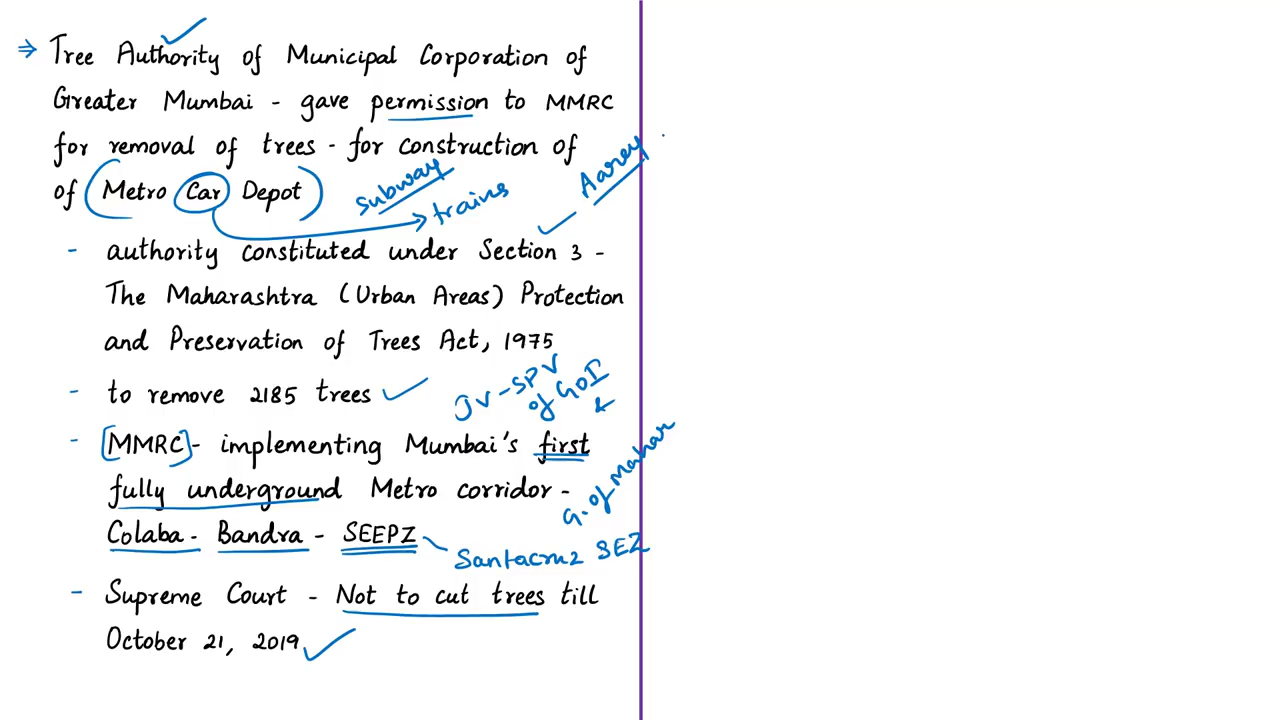 ⇒ Tree Authority of Municipal Corporation of
Greater Mumbai - gave permission to MMRC
for removal of trees - for construction of
of (Metro Car Depot)
subway
trains
Aarey
- authority constituted under Section 3 -
The Maharashtra (Urban Areas) Protection
and Preservation of Trees Act, 1975
- to remove 2185 trees
JV - SPV
of GOI
&
G. of Mahar
- [MMRC] - implementing Mumbai's first
fully underground Metro corridor -
Colaba - Bandra - SEEPZ
Santacruz SEZ
- Supreme Court - Not to cut trees till
October 21, 2019